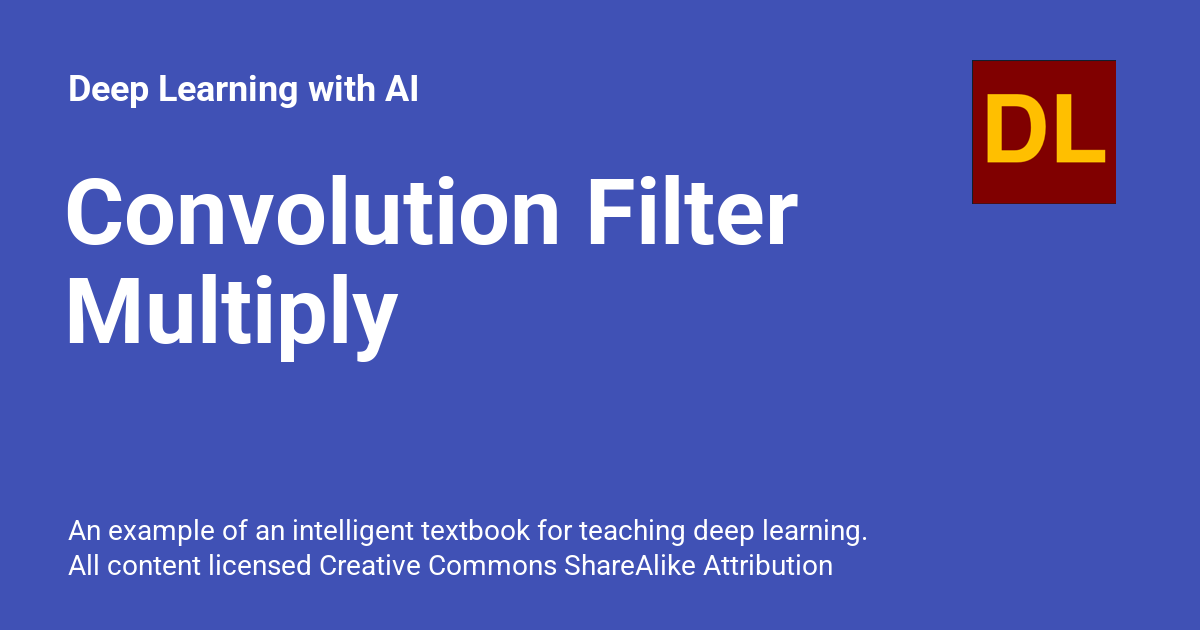 Deep Learning with AI
DL
Convolution Filter
Multiply
An example of an intelligent textbook for teaching deep learning.
All content licensed Creative Commons ShareAlike Attribution